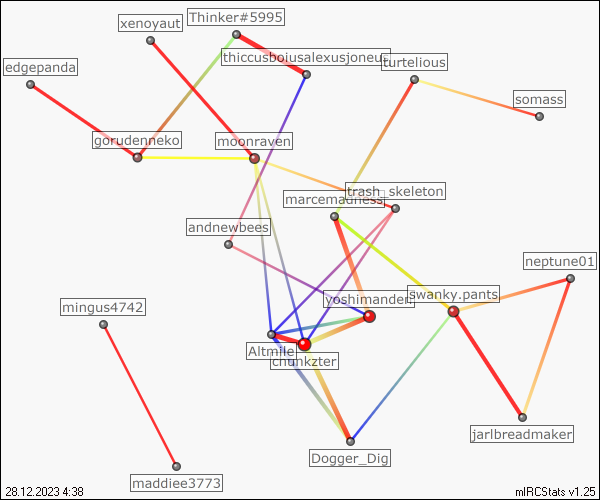 xenoyaut
Thinker#5995
edgepanda
thiccusboiusalexusjoneus
turtelious
somass
gorudenneko
moonraven
marcemadness_
trash_skeleton
andnewbees
neptune01
mingus4742
yoshimander
swanky.pants
Altmile
chunkzter
Dogger_Dig
jarlbreadmaker
maddiee3773
28.12.2023 4:38
mIRCStats v1.25